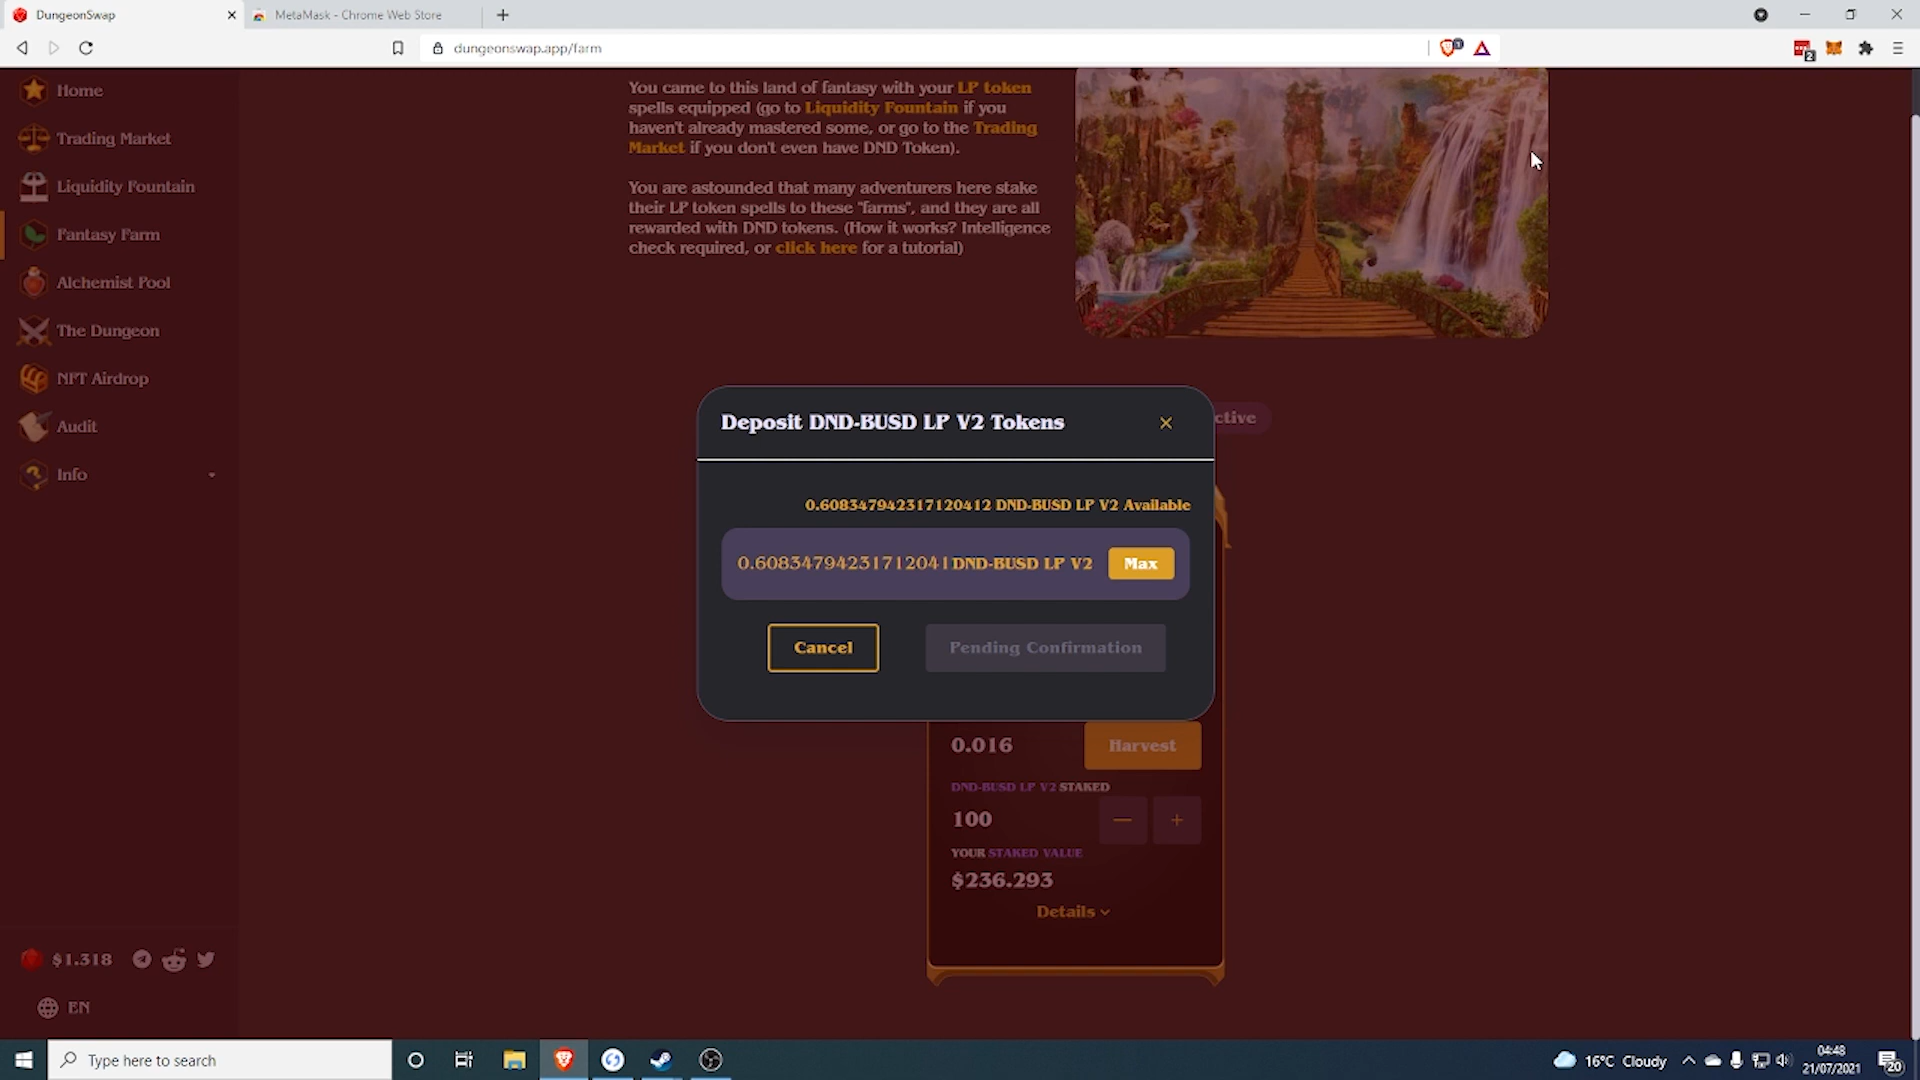 DungeonSwap
MetaMask - Chrome Web Store
dungeonswap.app/farm
Home
Trading Market
Liquidity Fountain
Fantasy Farm
Alchemist Pool
The Dungeon
NFT Airdrop
Audit
Info
You came to this land of fantasy with your LP token
spells equipped (go to Liquidity Fountain if you
haven't already mastered some, or go to the Trading
Market if you don't even have DND Token).
You are astounded that many adventurers here stake
their LP token spells to these "farms", and they are all
rewarded with DND tokens. (How it works? Intelligence
check required, or click here for a tutorial)
ctive
Deposit DND-BUSD LP V2 Tokens
0.608347942317120412 DND-BUSD LP V2 Available
0.60834794231712041 DND-BUSD LP V2 Max
Cancel
Pending Confirmation
0.016
Harvest
DND-BUSD LP V2 STAKED
100
— +
YOUR STAKED VALUE
$236.293
Details
$1.318
EN
Type here to search
16°C Cloudy
04:48
21/07/2021
20